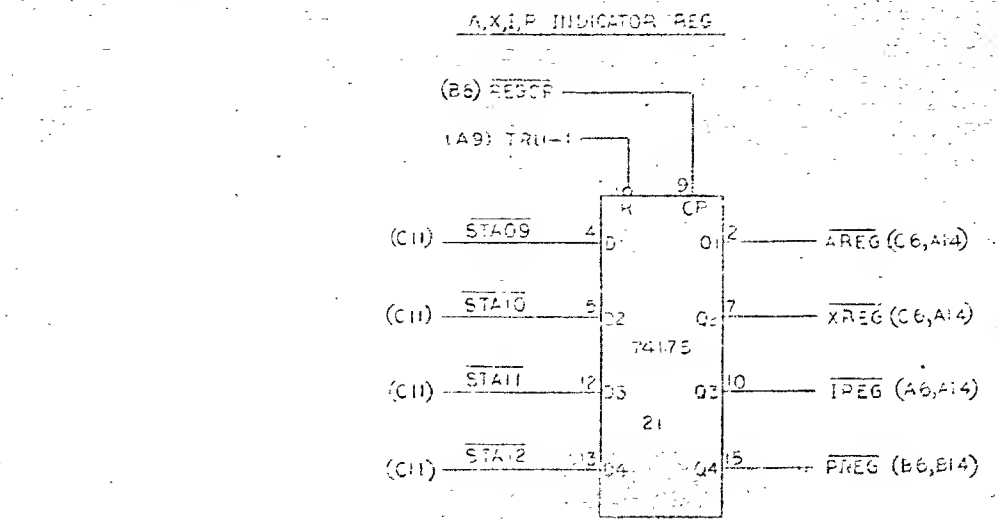 A,X,I,P INDICATOR REG
(B6) REGCP
(A9) TRU-1
9
R CP
(C11) STA09 4 D1 Q1 2 AREG (C6,A14)
(C11) STA10 5 D2 Q2 7 XREG (C6,A14)
74175
(C11) STA11 12 D3 Q3 10 IREG (A6,A14)
21
(C11) STA12 13 D4 Q4 15 PREG (B6,B14)